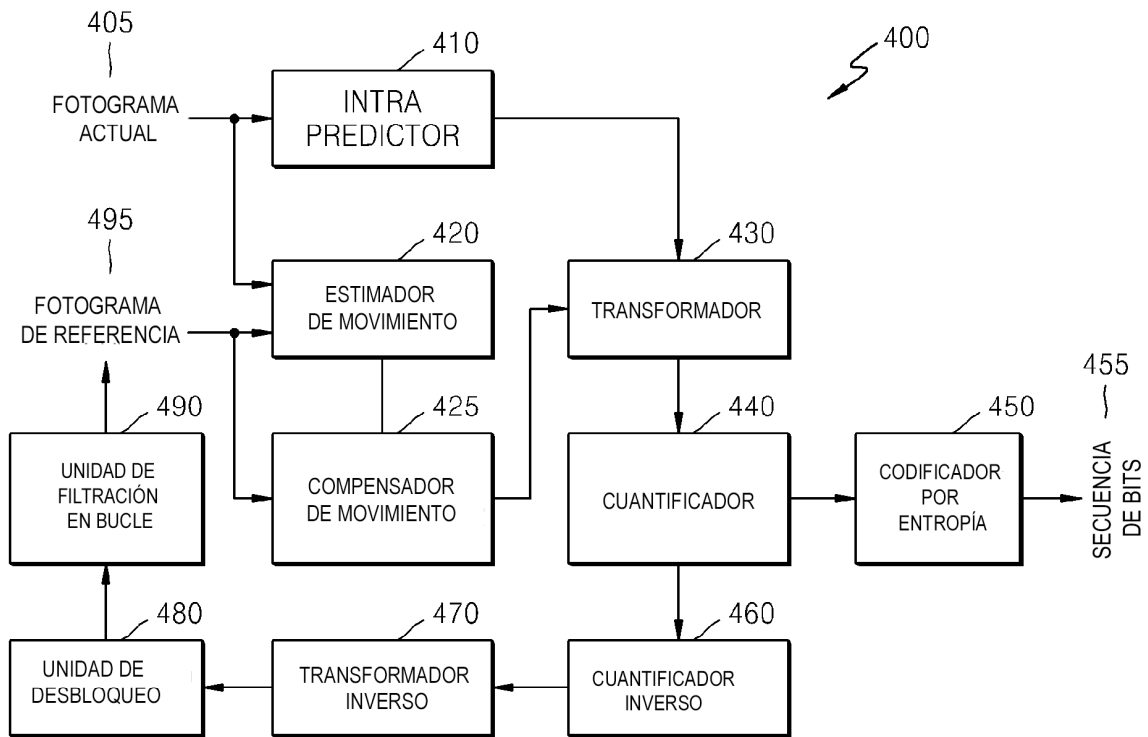 405
410
400
FOTOGRAMA
ACTUAL
INTRA
PREDICTOR
495
420
430
FOTOGRAMA
DE REFERENCIA
ESTIMADOR
DE MOVIMIENTO
TRANSFORMADOR
490
425
440
450
455
UNIDAD DE
FILTRACIÓN
EN BUCLE
COMPENSADOR
DE MOVIMIENTO
CUANTIFICADOR
CODIFICADOR
POR
ENTROPÍA
SECUENCIA
DE BITS
480
470
460
UNIDAD DE
DESBLOQUEO
TRANSFORMADOR
INVERSO
CUANTIFICADOR
INVERSO